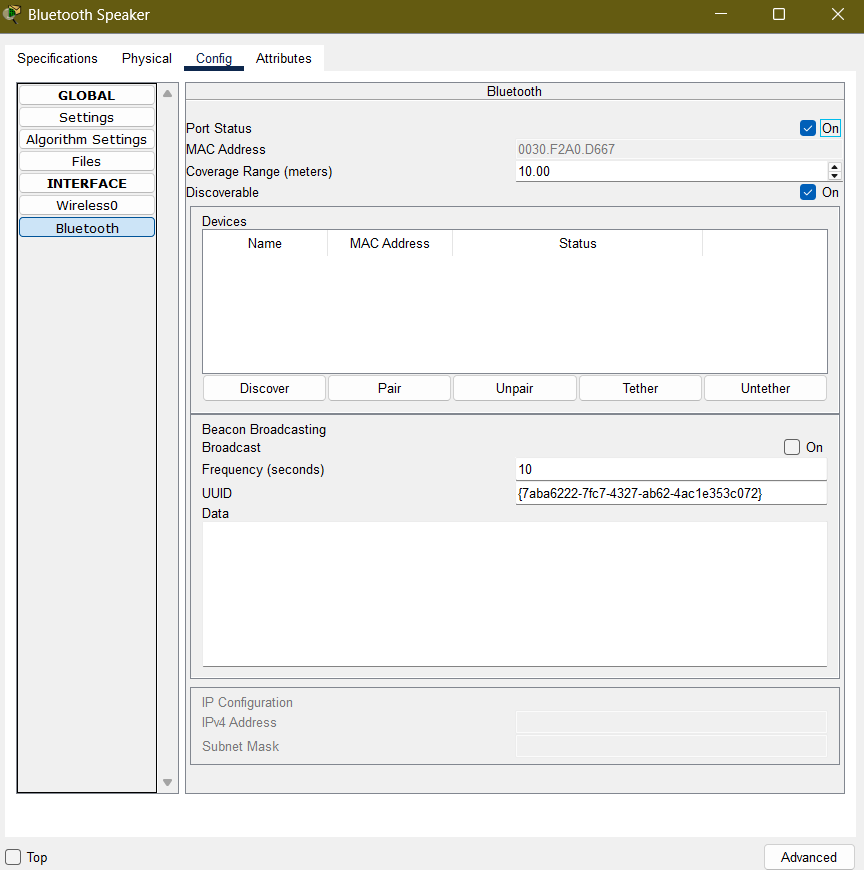 Bluetooth Speaker
Specifications Physical Config Attributes
GLOBAL
Settings
Algorithm Settings
Files
INTERFACE
Wireless0
Bluetooth
Bluetooth
Port Status On
MAC Address 0030.F2A0.D667
Coverage Range (meters) 10.00
Discoverable On
Devices
Name MAC Address Status
Discover Pair Unpair Tether Untether
Beacon Broadcasting
Broadcast On
Frequency (seconds) 10
UUID {7aba6222-7fc7-4327-ab62-4ac1e353c072}
Data
IP Configuration
IPv4 Address
Subnet Mask
Top Advanced